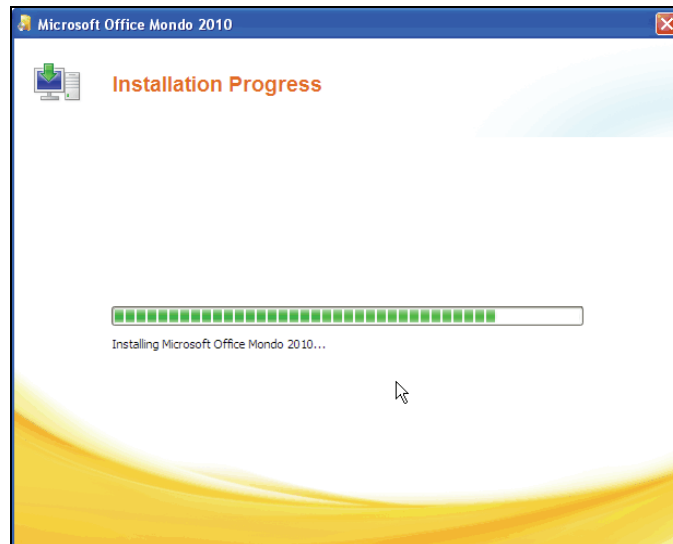 Microsoft Office Mondo 2010
Installation Progress
Installing Microsoft Office Mondo 2010...